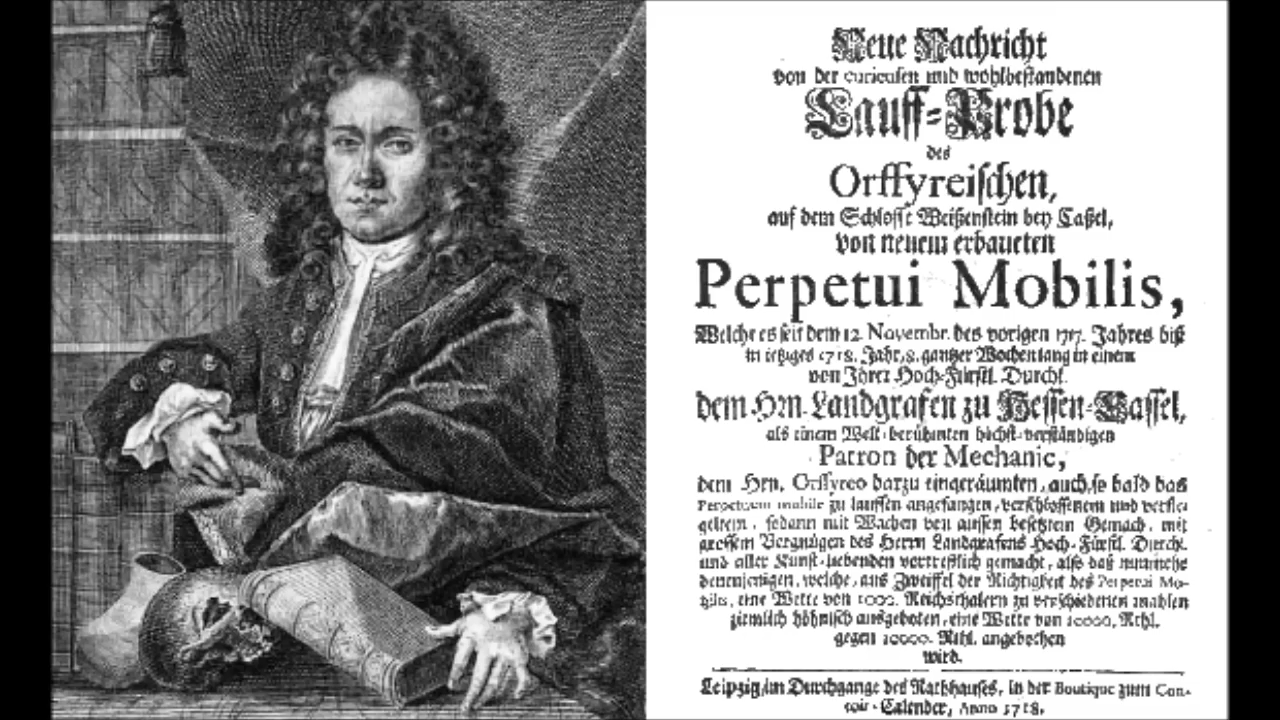 Neue Nachricht
von der curieusen und wohlbestandenen
Lauff-Probe
des
Orffyreischen,
auf dem Schlosse Weißenstein bey Caßel,
von neuem erbaueten
Perpetui Mobilis,
Welche es seit dem 12. Novembr. des vorigen 1717. Jahres biß
in ietziges 1718. Jahr, 8. gantzer Wochen lang in einem
von Ihrer Hoch-Fürstl. Durchl.
dem Hrn. Landgrafen zu Hessen-Cassel,
als einem Welt-berühmten höchst-verständigen
Patron der Mechanic,
dem Hrn. Orffyreo darzu eingeräumten, auch, so bald das
Perpetuum mobile zu lauffen angefangen, verschlossenem und versie-
geltem, sodann mit Wachen von aussen besetztem Gemach, mit
grossem Vergnügen des Herrn Landgrafens Hoch-Fürstl. Durchl.
und aller Kunst-liebenden vortrefflich gemacht, also daß nunmehr
denenjenigen, welche, aus Zweiffel der Richtigkeit des Perpetui Mo-
bilis, eine Wette von 1000. Reichsthalern zu verschiedenen mahlen
ziemlich höhnisch ausgeboten, eine Wette von 10000. Rthl.
gegen 10000. Rthl. angebothen
wird.
Leipzig, im Durchgange des Rathhauses, in der Boutique zum Con-
toir-Calender, Anno 1718.